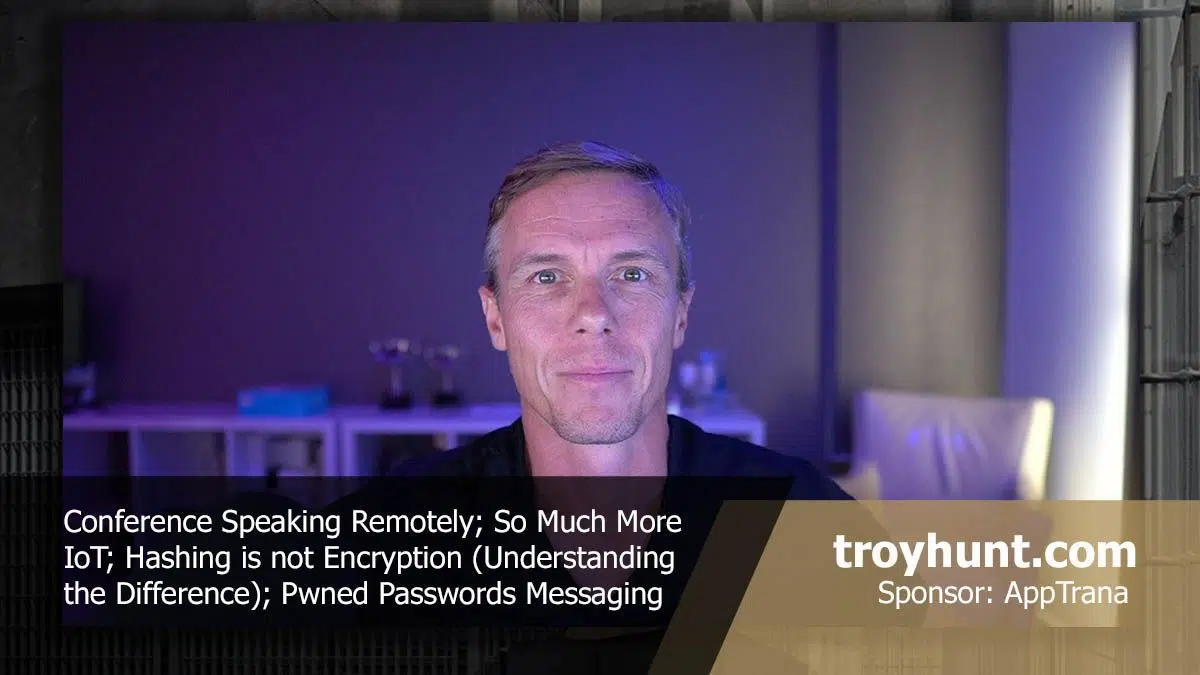 Conference Speaking Remotely; So Much More
IoT; Hashing is not Encryption (Understanding
the Difference); Pwned Passwords Messaging
troyhunt.com
Sponsor: AppTrana